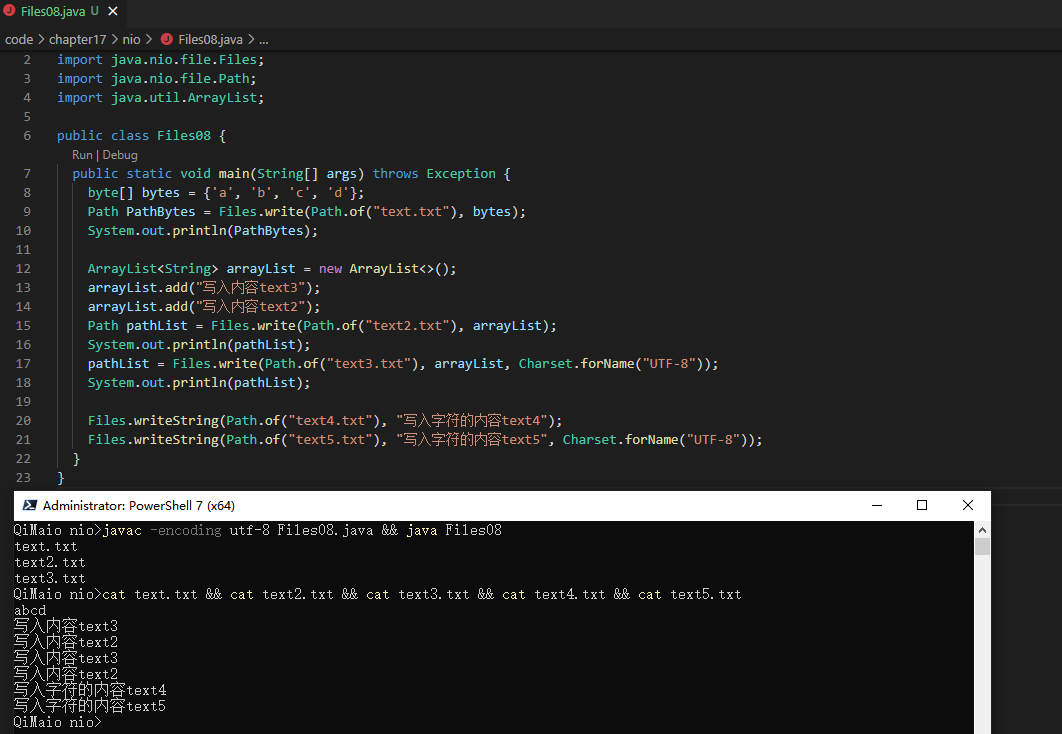 Files08.java U
code > chapter17 > nio > Files08.java > ...
2 import java.nio.file.Files;
3 import java.nio.file.Path;
4 import java.util.ArrayList;
5
6 public class Files08 {
Run | Debug
7 public static void main(String[] args) throws Exception {
8 byte[] bytes = {'a', 'b', 'c', 'd'};
9 Path PathBytes = Files.write(Path.of("text.txt"), bytes);
10 System.out.println(PathBytes);
11
12 ArrayList<String> arrayList = new ArrayList<>();
13 arrayList.add("写入内容text3");
14 arrayList.add("写入内容text2");
15 Path pathList = Files.write(Path.of("text2.txt"), arrayList);
16 System.out.println(pathList);
17 pathList = Files.write(Path.of("text3.txt"), arrayList, Charset.forName("UTF-8"));
18 System.out.println(pathList);
19
20 Files.writeString(Path.of("text4.txt"), "写入字符的内容text4");
21 Files.writeString(Path.of("text5.txt"), "写入字符的内容text5", Charset.forName("UTF-8"));
22 }
23 }
Administrator: PowerShell 7 (x64)
QiMaio nio>javac -encoding utf-8 Files08.java && java Files08
text.txt
text2.txt
text3.txt
QiMaio nio>cat text.txt && cat text2.txt && cat text3.txt && cat text4.txt && cat text5.txt
abcd
写入内容text3
写入内容text2
写入内容text3
写入内容text2
写入字符的内容text4
写入字符的内容text5
QiMaio nio>